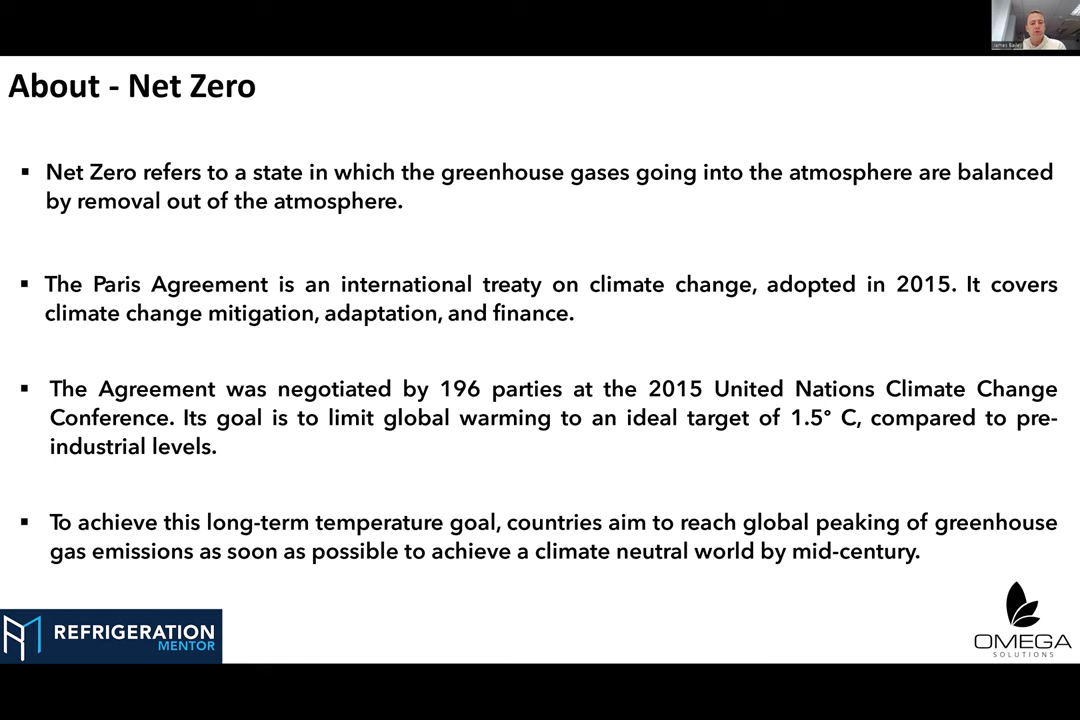 James Bailey
About - Net Zero
▪ Net Zero refers to a state in which the greenhouse gases going into the atmosphere are balanced
by removal out of the atmosphere.
▪ The Paris Agreement is an international treaty on climate change, adopted in 2015. It covers
climate change mitigation, adaptation, and finance.
▪ The Agreement was negotiated by 196 parties at the 2015 United Nations Climate Change
Conference. Its goal is to limit global warming to an ideal target of 1.5° C, compared to pre-
industrial levels.
▪ To achieve this long-term temperature goal, countries aim to reach global peaking of greenhouse
gas emissions as soon as possible to achieve a climate neutral world by mid-century.
REFRIGERATION
MENTOR
OMEGA
SOLUTIONS